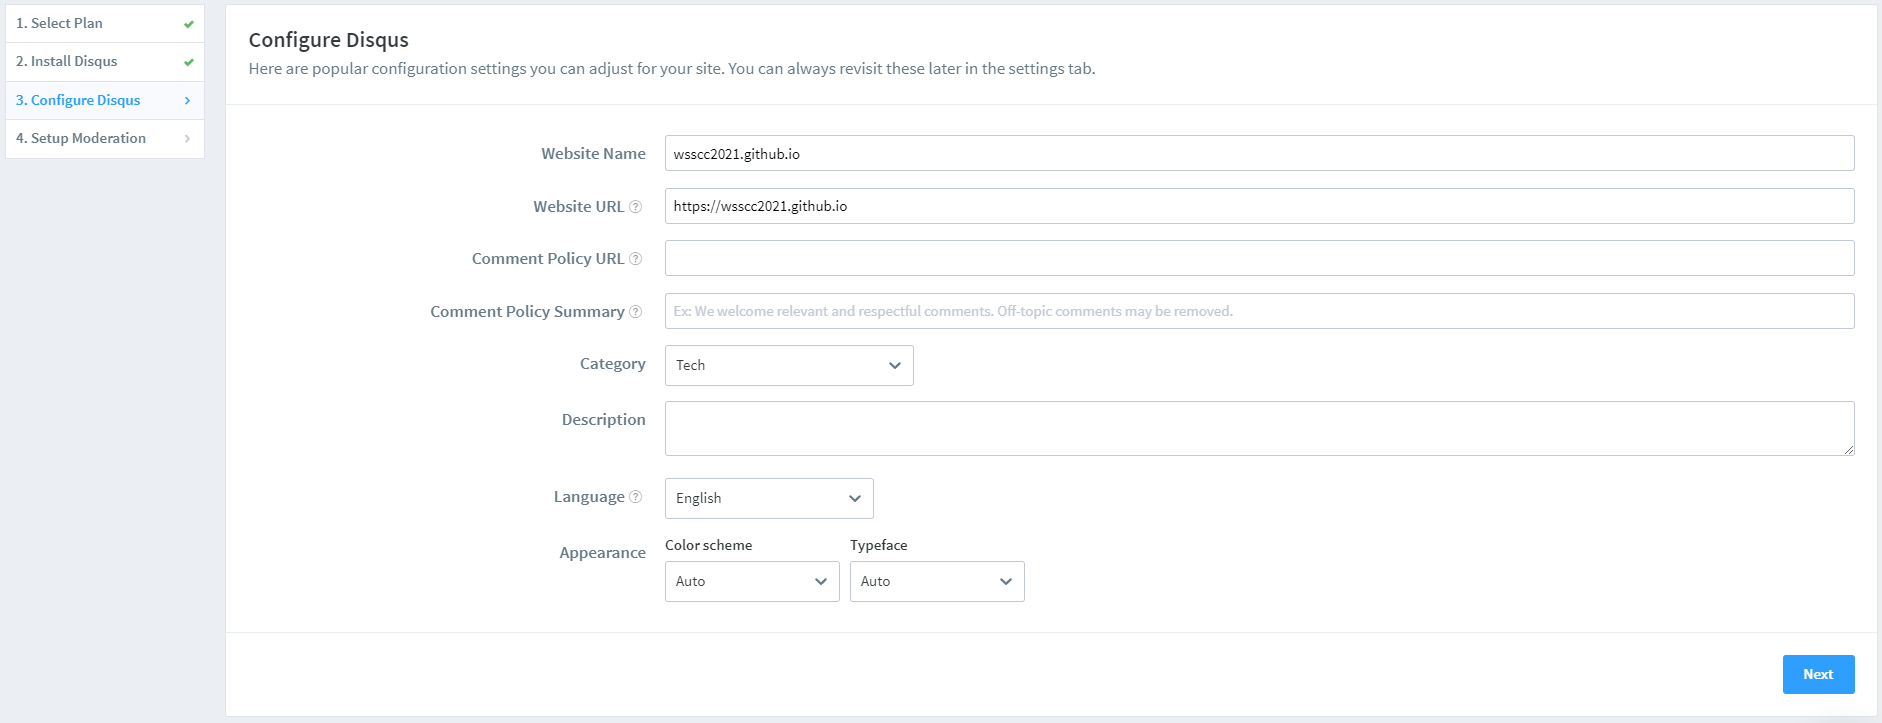 1. Select Plan
2. Install Disqus
3. Configure Disqus
4. Setup Moderation
Configure Disqus
Here are popular configuration settings you can adjust for your site. You can always revisit these later in the settings tab.
Website Name
wsscc2021.github.io
Website URL ?
https://wsscc2021.github.io
Comment Policy URL ?
Comment Policy Summary ?
Ex: We welcome relevant and respectful comments. Off-topic comments may be removed.
Category
Tech
Description
Language ?
English
Appearance
Color scheme
Typeface
Auto
Auto
Next